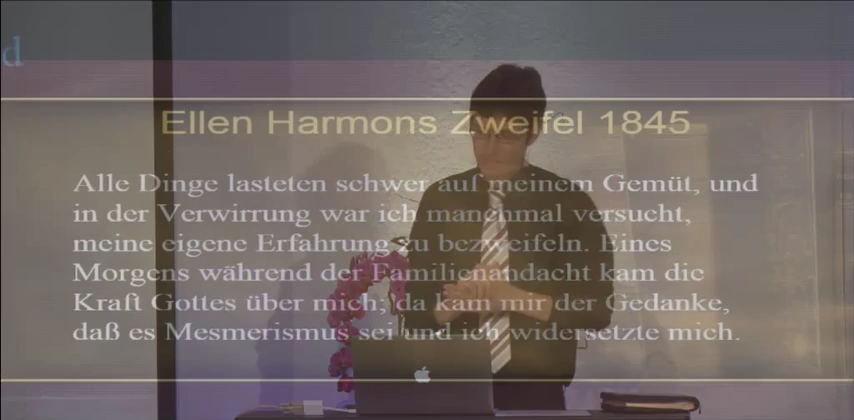 d
Ellen Harmons Zweifel 1845
Alle Dinge lasteten schwer auf meinem Gemüt, und
in der Verwirrung war ich manchmal versucht,
meine eigene Erfahrung zu bezweifeln. Eines
Morgens während der Familienandacht kam die
Kraft Gottes über mich; da kam mir der Gedanke,
daß es Mesmerismus sei und ich widersetzte mich.